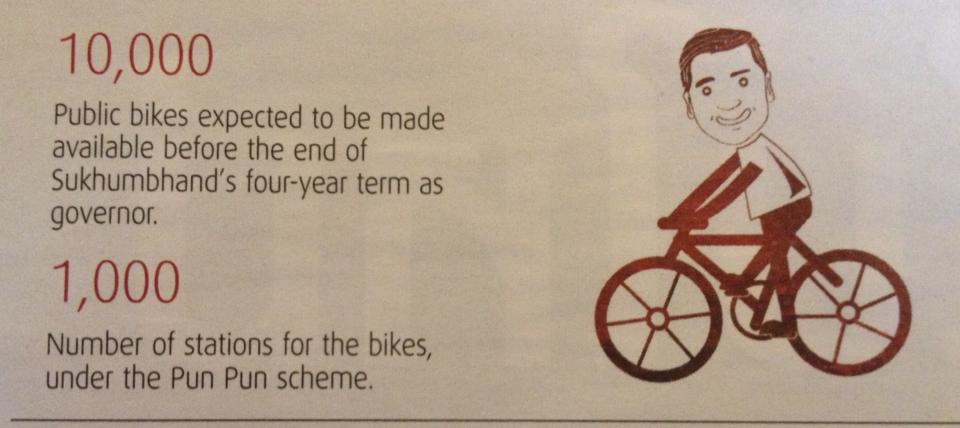 10,000
Public bikes expected to be made
available before the end of
Sukhumbhand's four-year term as
governor.
1,000
Number of stations for the bikes,
under the Pun Pun scheme.